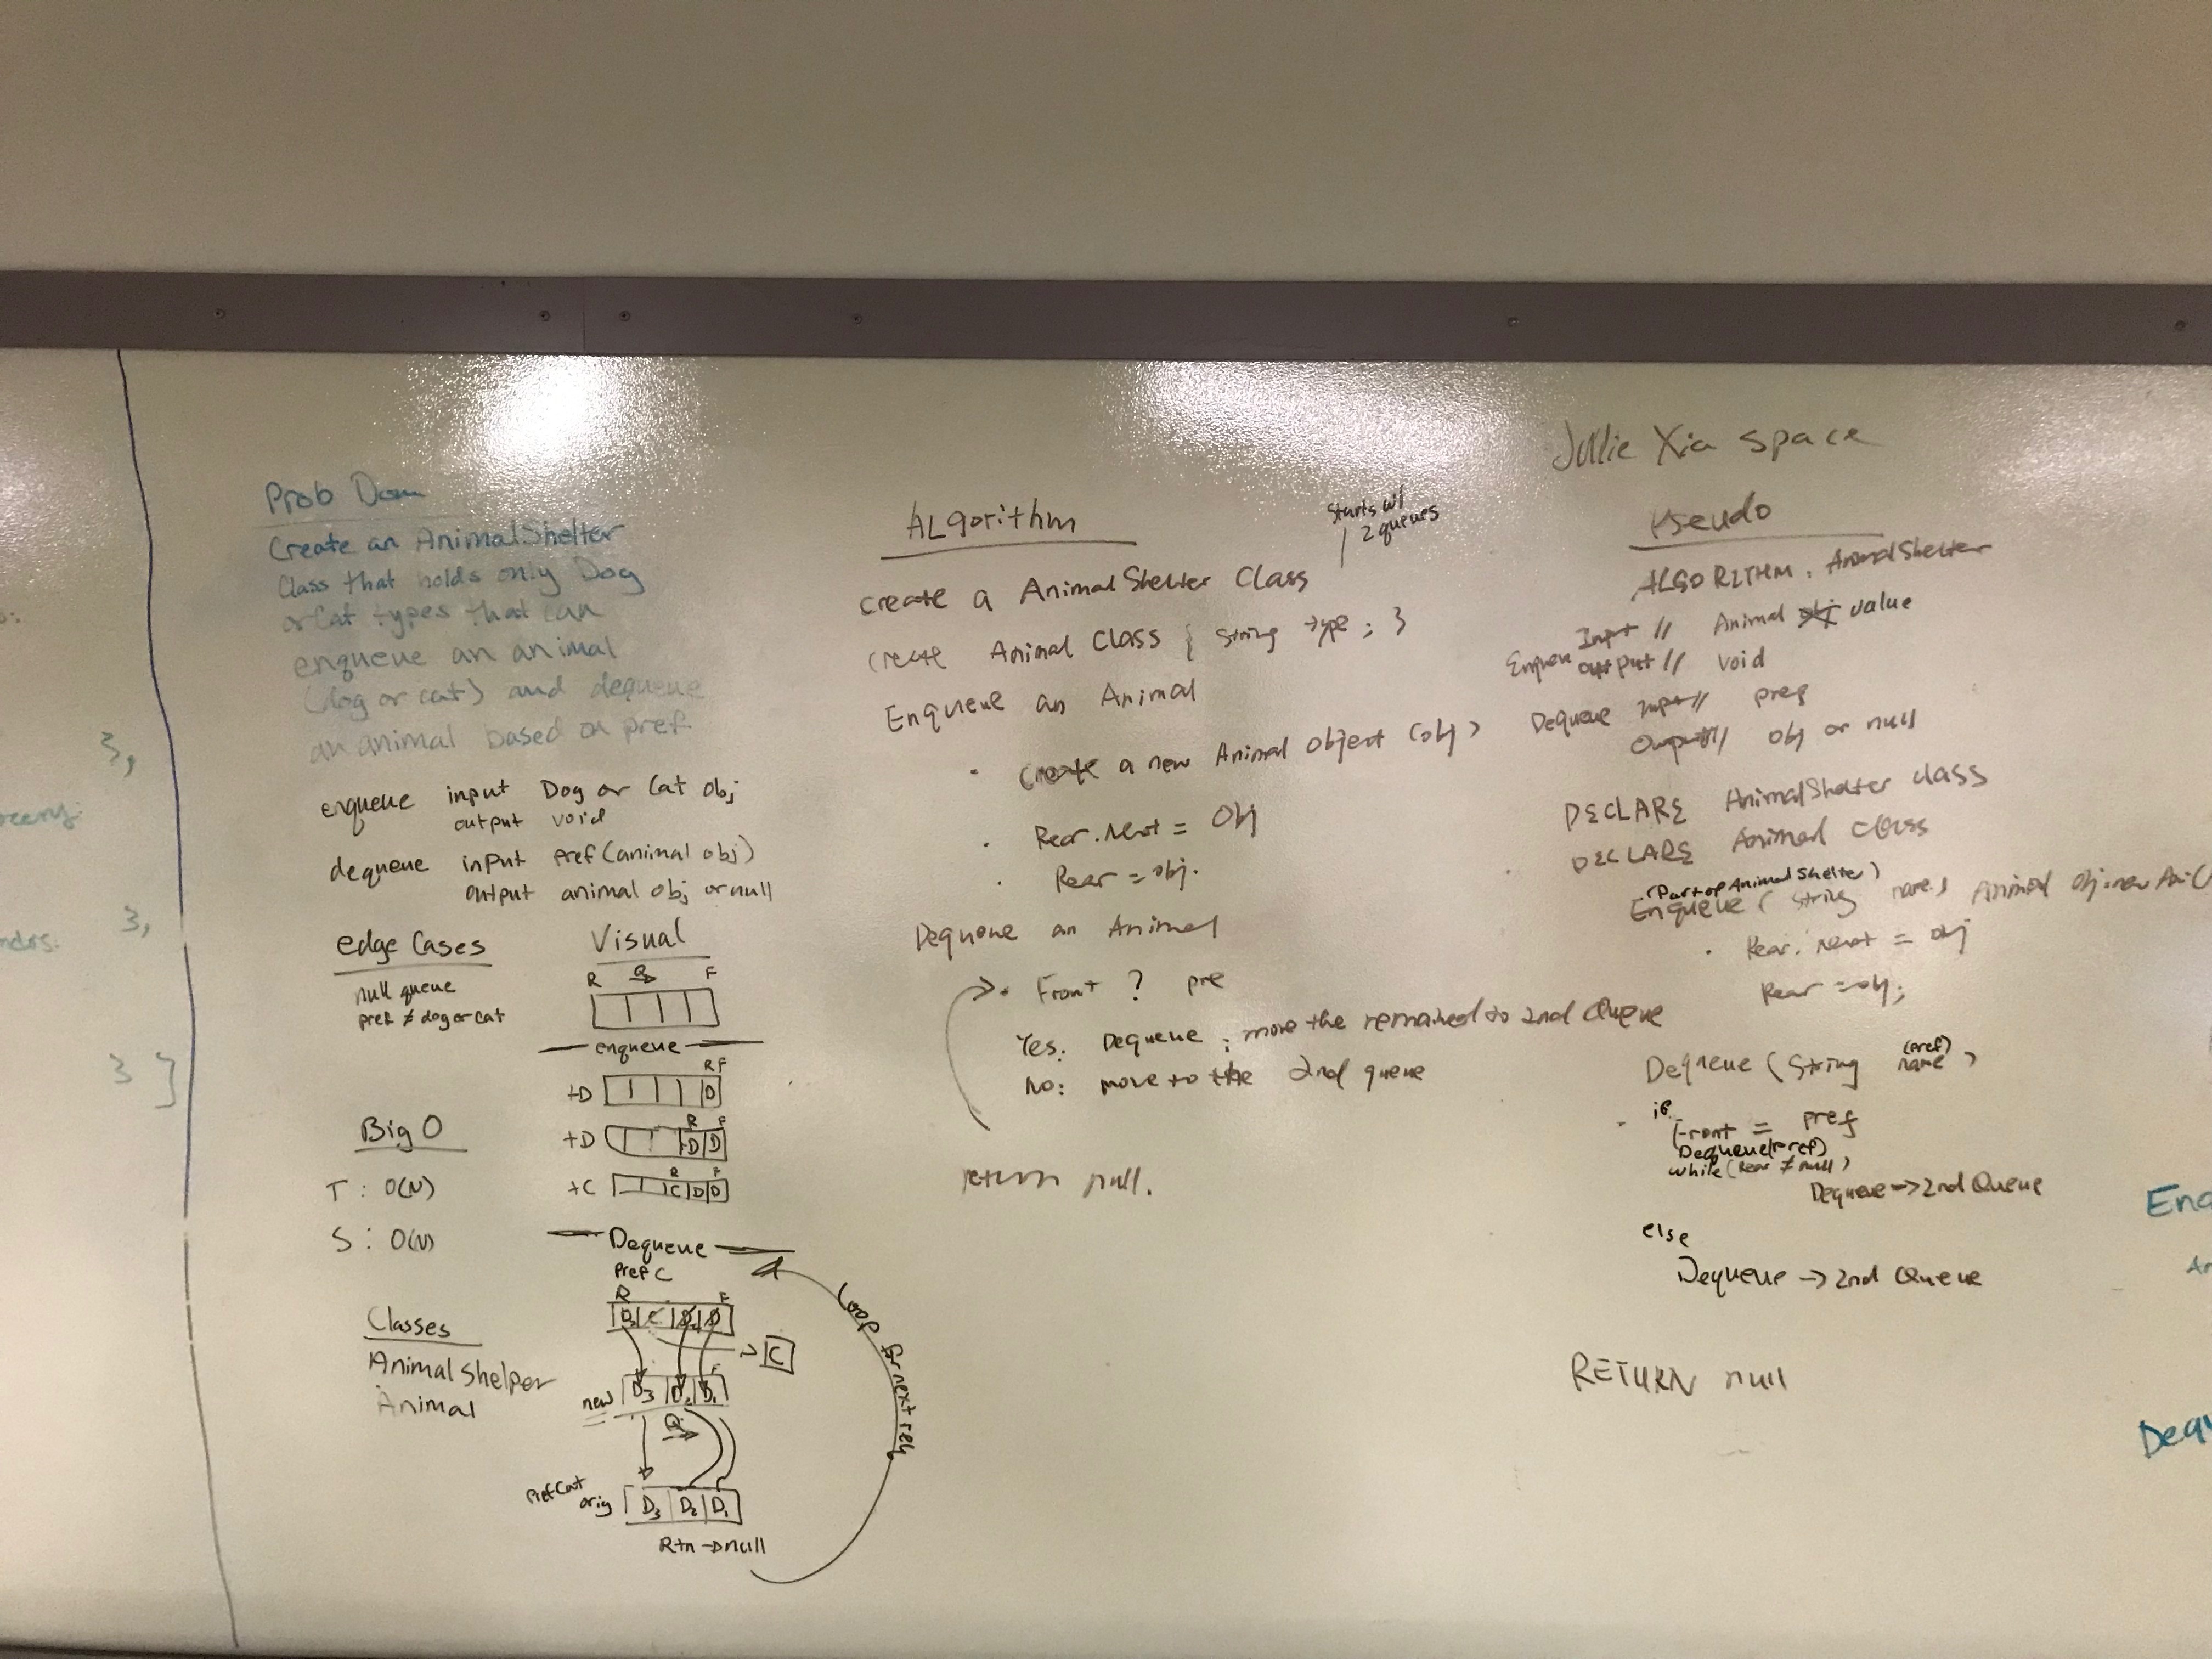 Prob Dom
Create an AnimalShelter
Class that holds only Dog
or Cat types that can
enqueue an animal
(dog or cat) and dequeue
an animal based on pref.
enqueue input Dog or Cat obj
output void
dequeue input pref(animal obj)
output animal obj or null
edge Cases
null queue
pref ≠ dog or cat
Big O
T : O(N)
S : O(N)
Classes
AnimalShelper
Animal
Visual
R Q F
enqueue
R F
+D D
R F
+D D D
R F
+C C D D
Dequeue
Pref C
R F
D3 C D2 D
C
F
new D3 D2 D1
Q
pref Cat
orig D3 D2 D1
Rtn → null
Loop for next req
ALgorithm
Starts w/
2 queues
create a AnimalShelter Class
create Animal Class { string type ; }
Enqueue an Animal
· create a new Animal object (obj)
· Rear.Next = Obj
· Rear = obj.
Dequeue an Animal
· Front ? pre
Yes: Dequeue ; move the remained to 2nd Queue
No: move to the 2nd queue
return null.
Jullie Xia space
Pseudo
ALGORITHM : AnimalShelter
Input // Animal obj value
Enqueu output // void
Dequeue Input // pref
Output // obj or null
DECLARE AnimalShelter class
DECLARE Animal Class
(Part of Animal Shelter)
Enqueue ( string name) Animal obj = new
· Rear. Next = obj
Rear = obj;
(pref)
Dequeue (String name )
· if
Front = pref
Dequeue(pref)
while (Rear ≠ null)
Dequeue -> 2nd Queue
else
Dequeue -> 2nd Queue
RETURN null
3,
3,
3 ]